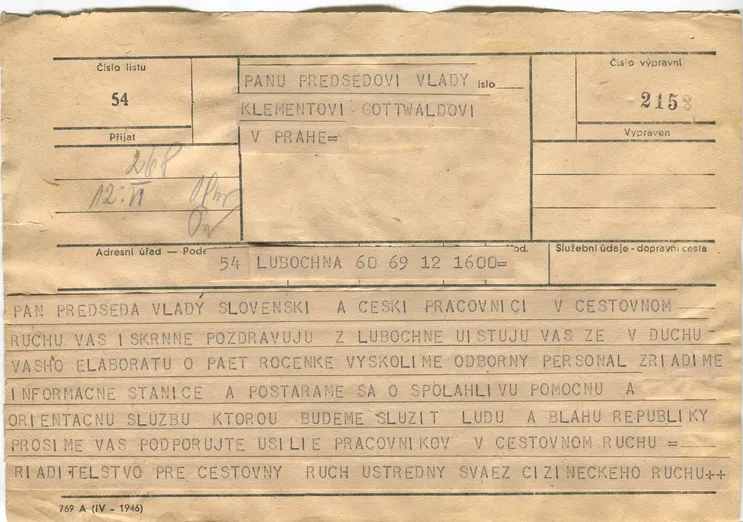 Číslo listu
54
Přijat
PANU PREDSEDOVI VLADY íslo
KLEMENTOVI GOTTWALDOVI
V PRAHE=
Číslo výpravní
2152
Vypraven
12.VI
Adresní úřad — Poda
od.
Služební údaje - dopravní cesta
54 LUBOCHNA 60 69 12 1600=
PAN PREDSEDA VLADY SLOVENSKI A CESKI PRACOVNICI V CESTOVNOM
RUCHU VAS ISKRNNE POZDRAVUJU Z LUBOCHNE UISTUJU VAS ZE V DUCHU
VASHO ELABORATU O PAET ROCENKE VYSKOLIME ODBORNY PERSONAL ZRIADIME
INFORMACNE STANICE A POSTARAME SA O SPOLAHLIVU POMOCNU A
ORIENTACNU SLUZBU KTOROU BUDEME SLUZIT LUDU A BLAHU REPUBLIKY
PROSIME VAS PODPORUJTE USILIE PRACOVNIKOV V CESTOVNOM RUCHU =
RIADITELSTVO PRE CESTOVNY RUCH USTREDNY SVAEZ CIZINECKEHO RUCHU++
769 A (IV - 1946)